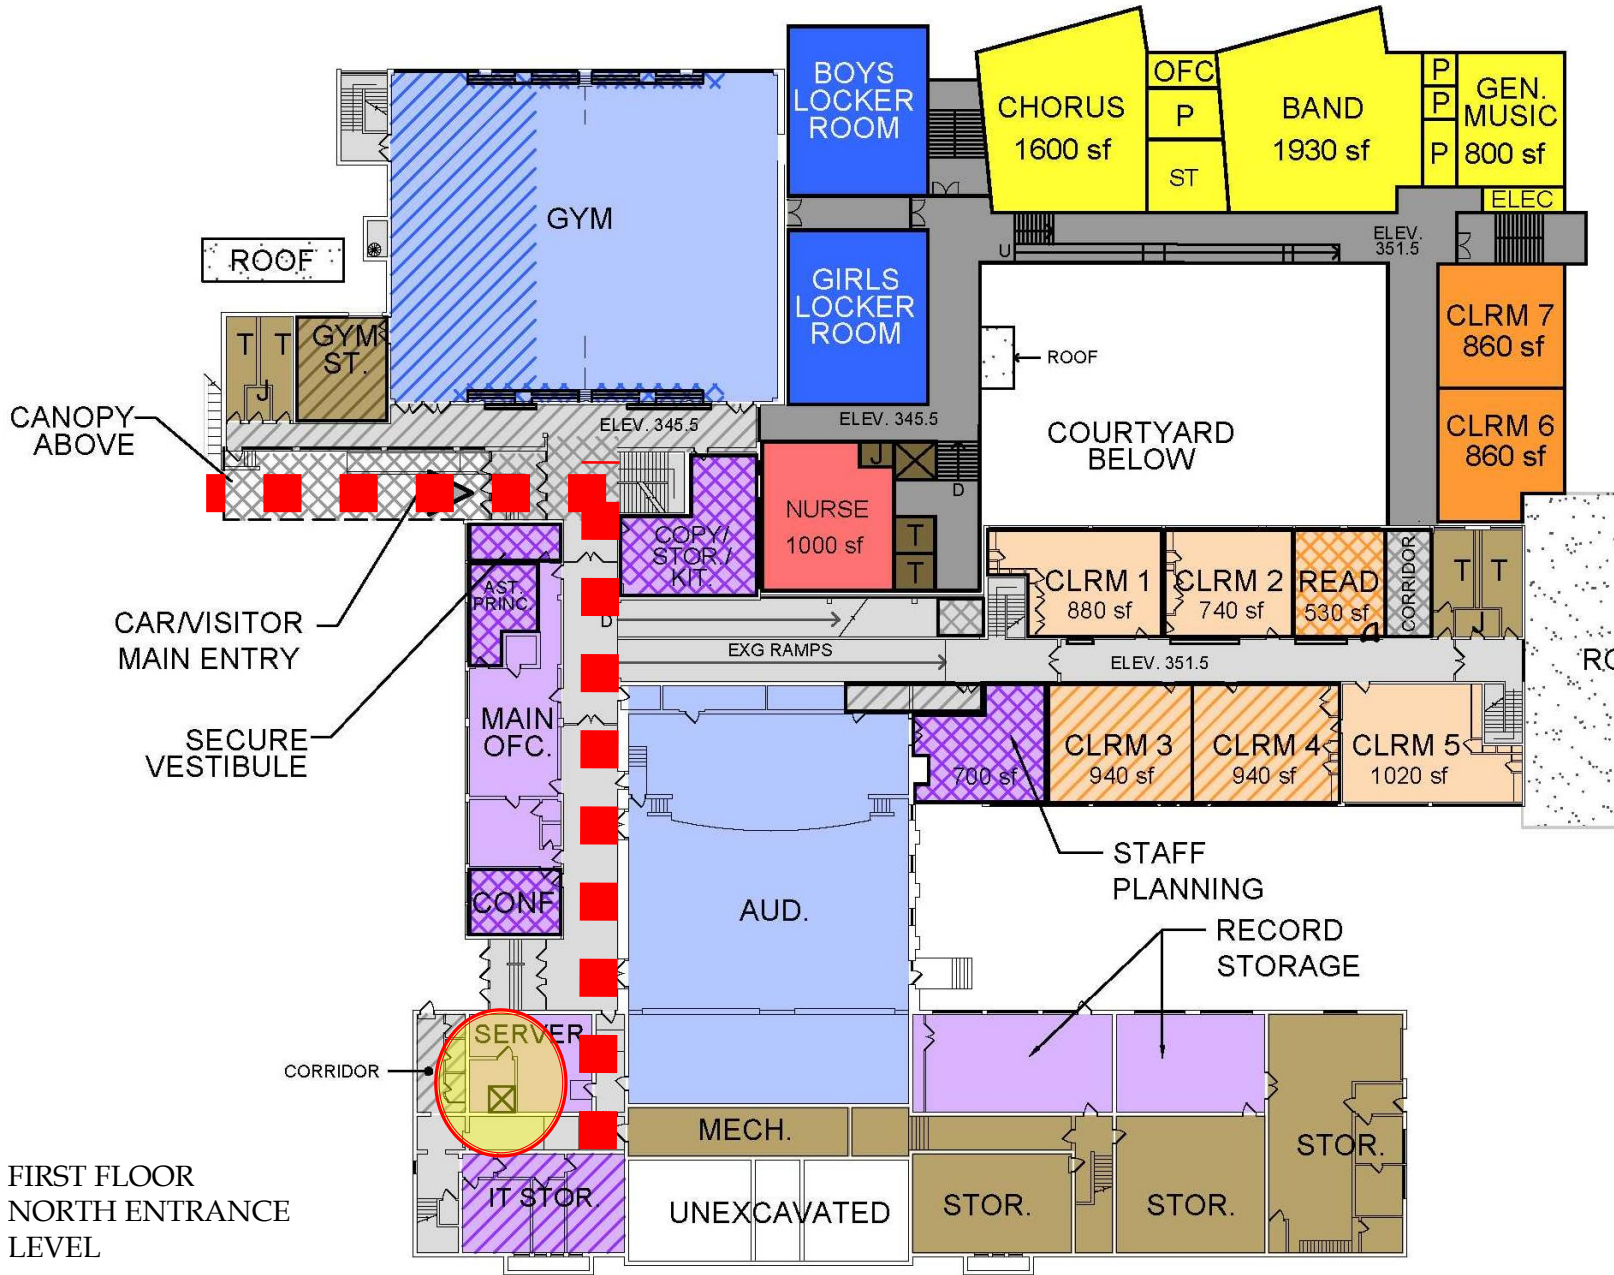 BOYS
LOCKER
ROOM
CHORUS
1600 sf
OFC
P
ST
BAND
1930 sf
P
P
P
GEN.
MUSIC
800 sf
ELEC
GYM
ROOF
ELEV.
351.5
U
GIRLS
LOCKER
ROOM
CLRM 7
860 sf
T
T
J
GYM
ST.
ROOF
CANOPY
ABOVE
ELEV. 345.5
ELEV. 345.5
COURTYARD
BELOW
CLRM 6
860 sf
J
D
NURSE
1000 sf
T
T
COPY/
STOR./
KIT.
CLRM 1
880 sf
CLRM 2
740 sf
READ
530 sf
CORRIDOR
T
T
J
AST.
PRINC.
D
CAR/VISITOR
MAIN ENTRY
EXG RAMPS
ELEV. 351.5
SECURE
VESTIBULE
MAIN
OFC.
700 sf
CLRM 3
940 sf
CLRM 4
940 sf
CLRM 5
1020 sf
STAFF
PLANNING
CONF
AUD.
RECORD
STORAGE
SERVER
CORRIDOR
MECH.
STOR.
IT STOR.
UNEXCAVATED
STOR.
STOR.
FIRST FLOOR
NORTH ENTRANCE
LEVEL